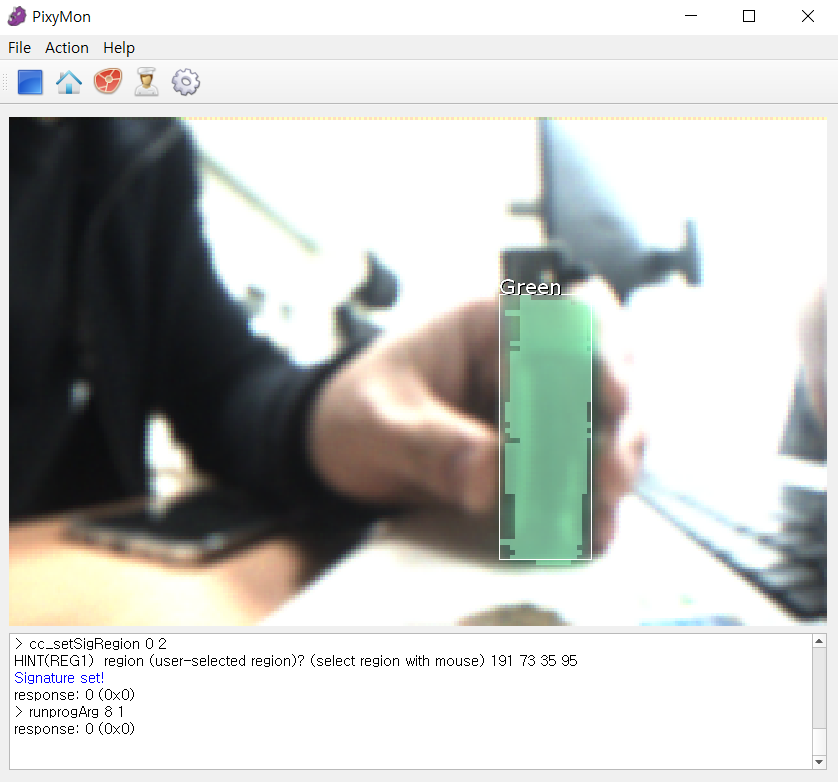 PixyMon
File Action Help
Green
> cc_setSigRegion 0 2
HINT(REG1) region (user-selected region)? (select region with mouse) 191 73 35 95
Signature set!
response: 0 (0x0)
> runprogArg 8 1
response: 0 (0x0)